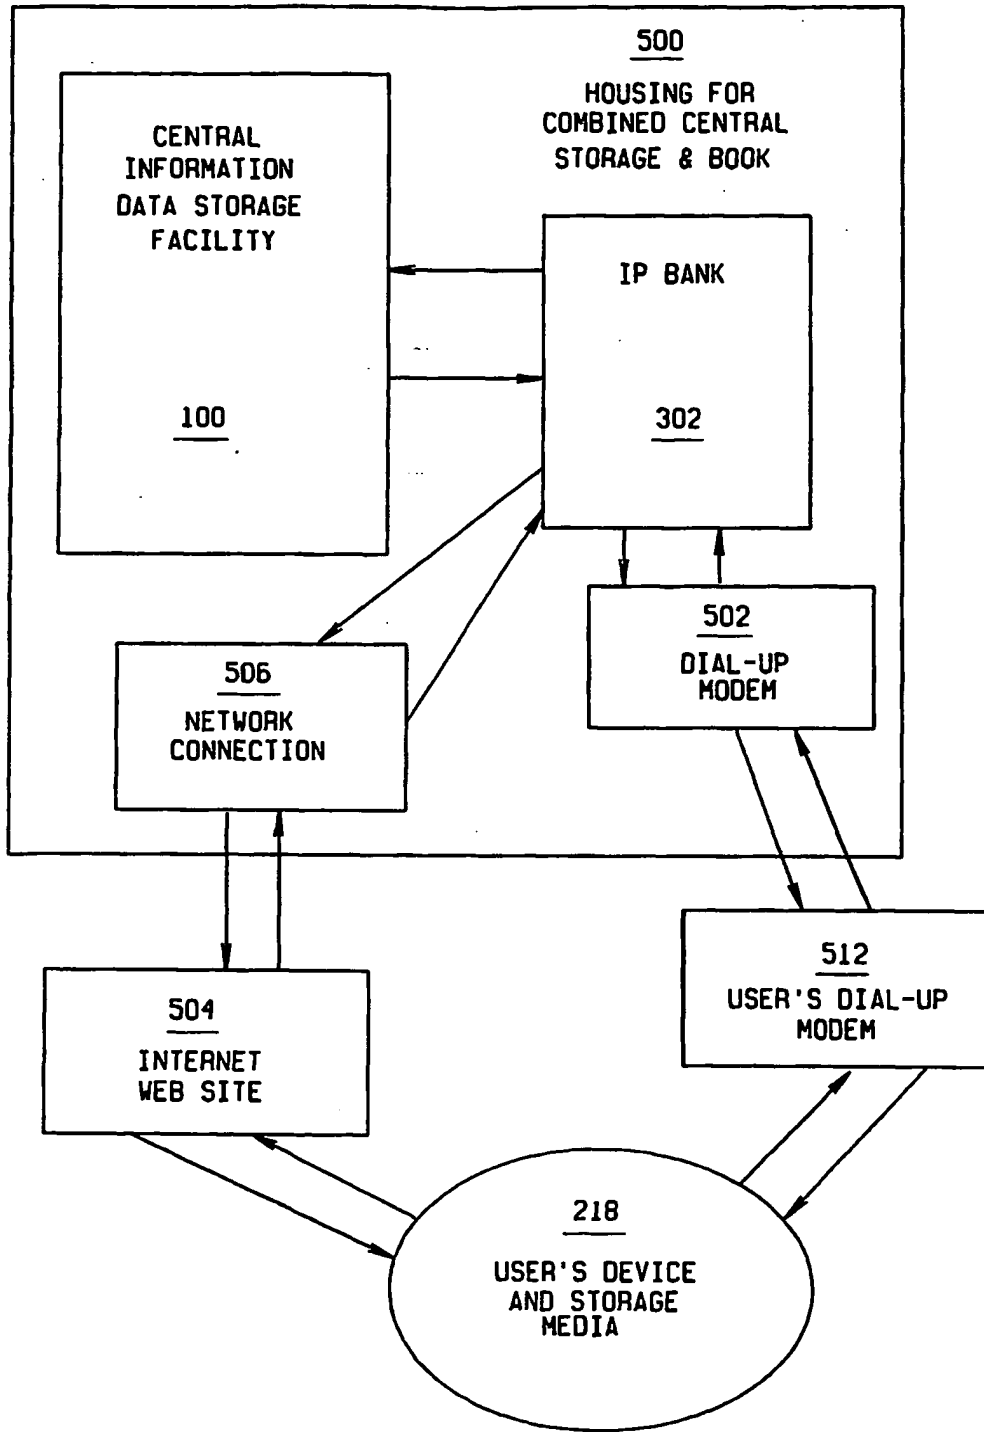 500
HOUSING FOR
COMBINED CENTRAL
STORAGE & BOOK
CENTRAL
INFORMATION
DATA STORAGE
FACILITY
100
IP BANK
302
502
DIAL-UP
MODEM
506
NETWORK
CONNECTION
504
INTERNET
WEB SITE
512
USER'S DIAL-UP
MODEM
218
USER'S DEVICE
AND STORAGE
MEDIA